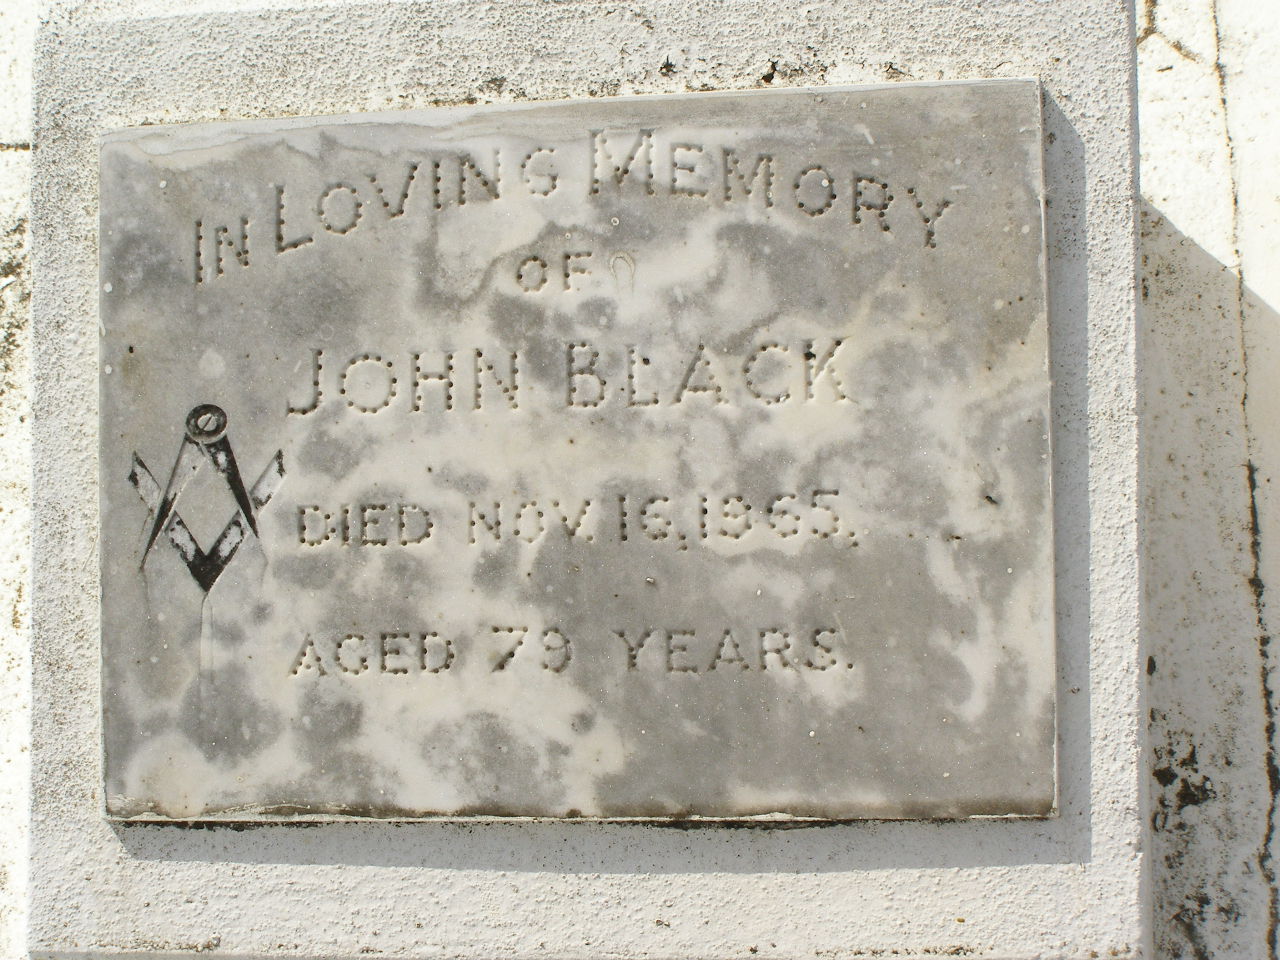 IN LOVING MEMORY
OF
JOHN BLACK
DIED NOV. 16, 1965.
AGED 79 YEARS.